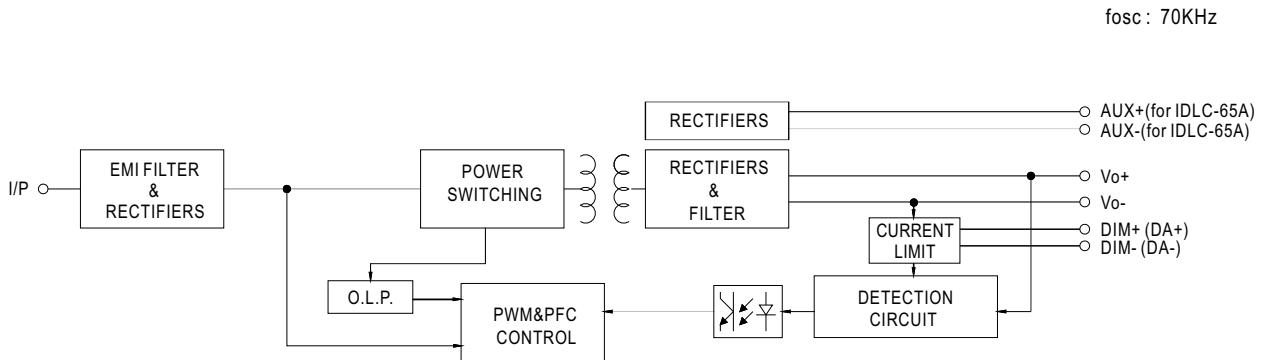 fosc : 70KHz
RECTIFIERS
AUX+(for IDLC-65A)
AUX-(for IDLC-65A)
I/P
EMI FILTER
&
RECTIFIERS
POWER
SWITCHING
RECTIFIERS
&
FILTER
Vo+
Vo-
CURRENT
LIMIT
DIM+ (DA+)
DIM- (DA-)
O.L.P.
PWM&PFC
CONTROL
DETECTION
CIRCUIT